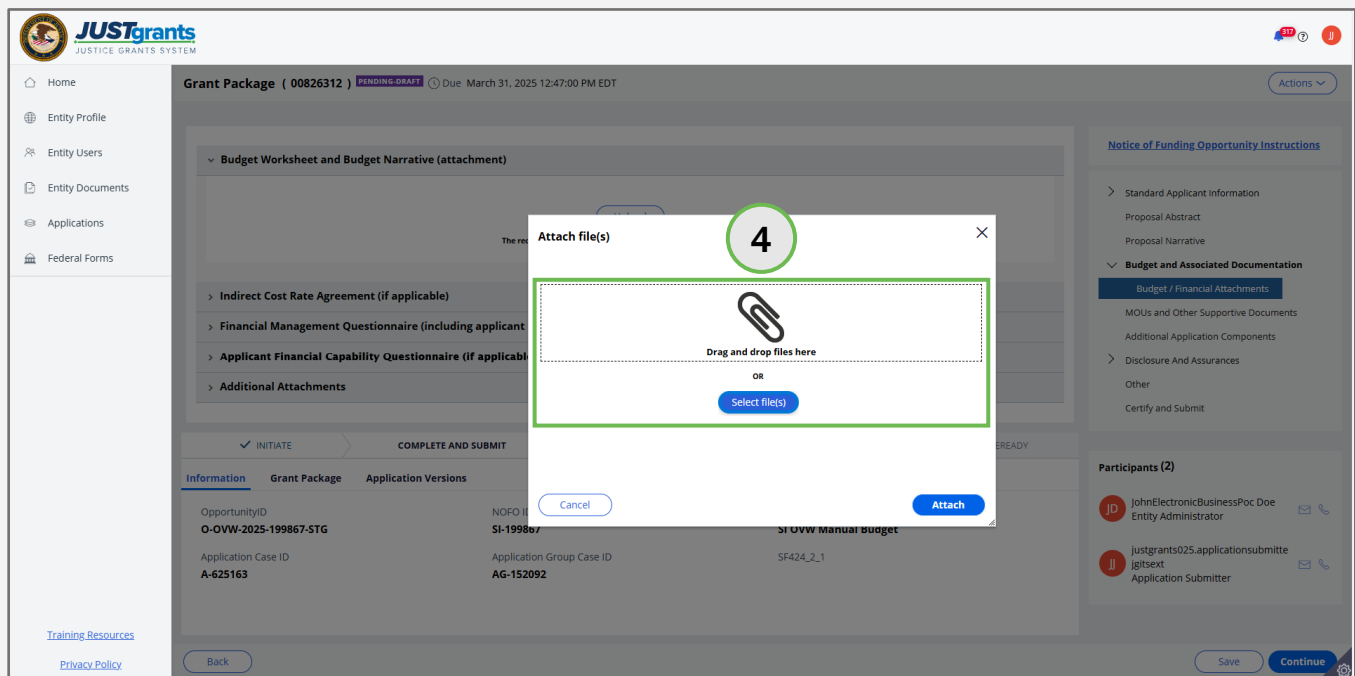 JUSTgrants
JUSTICE GRANTS SYSTEM
317
JJ
Home
Entity Profile
Entity Users
Entity Documents
Applications
Federal Forms
Training Resources
Privacy Policy
Grant Package ( 00826312 ) PENDING-DRAFT Due March 31, 2025 12:47:00 PM EDT
Actions
Budget Worksheet and Budget Narrative (attachment)
The rec
Indirect Cost Rate Agreement (if applicable)
Financial Management Questionnaire (including applicant
Applicant Financial Capability Questionnaire (if applicabl
Additional Attachments
Attach file(s)
4
Drag and drop files here
OR
Select file(s)
Cancel
Attach
INITIATE
COMPLETE AND SUBMIT
EREADY
Information
Grant Package
Application Versions
OpportunityID
O-OVW-2025-199867-STG
NOFO ID
SI-199867
SI OVW Manual Budget
Application Case ID
A-625163
Application Group Case ID
AG-152092
SF424_2_1
Notice of Funding Opportunity Instructions
Standard Applicant Information
Proposal Abstract
Proposal Narrative
Budget and Associated Documentation
Budget / Financial Attachments
MOUs and Other Supportive Documents
Additional Application Components
Disclosure And Assurances
Other
Certify and Submit
Participants (2)
JD
JohnElectronicBusinessPoc Doe
Entity Administrator
JJ
justgrants025.applicationsubmitte
jgitsext
Application Submitter
Back
Save
Continue